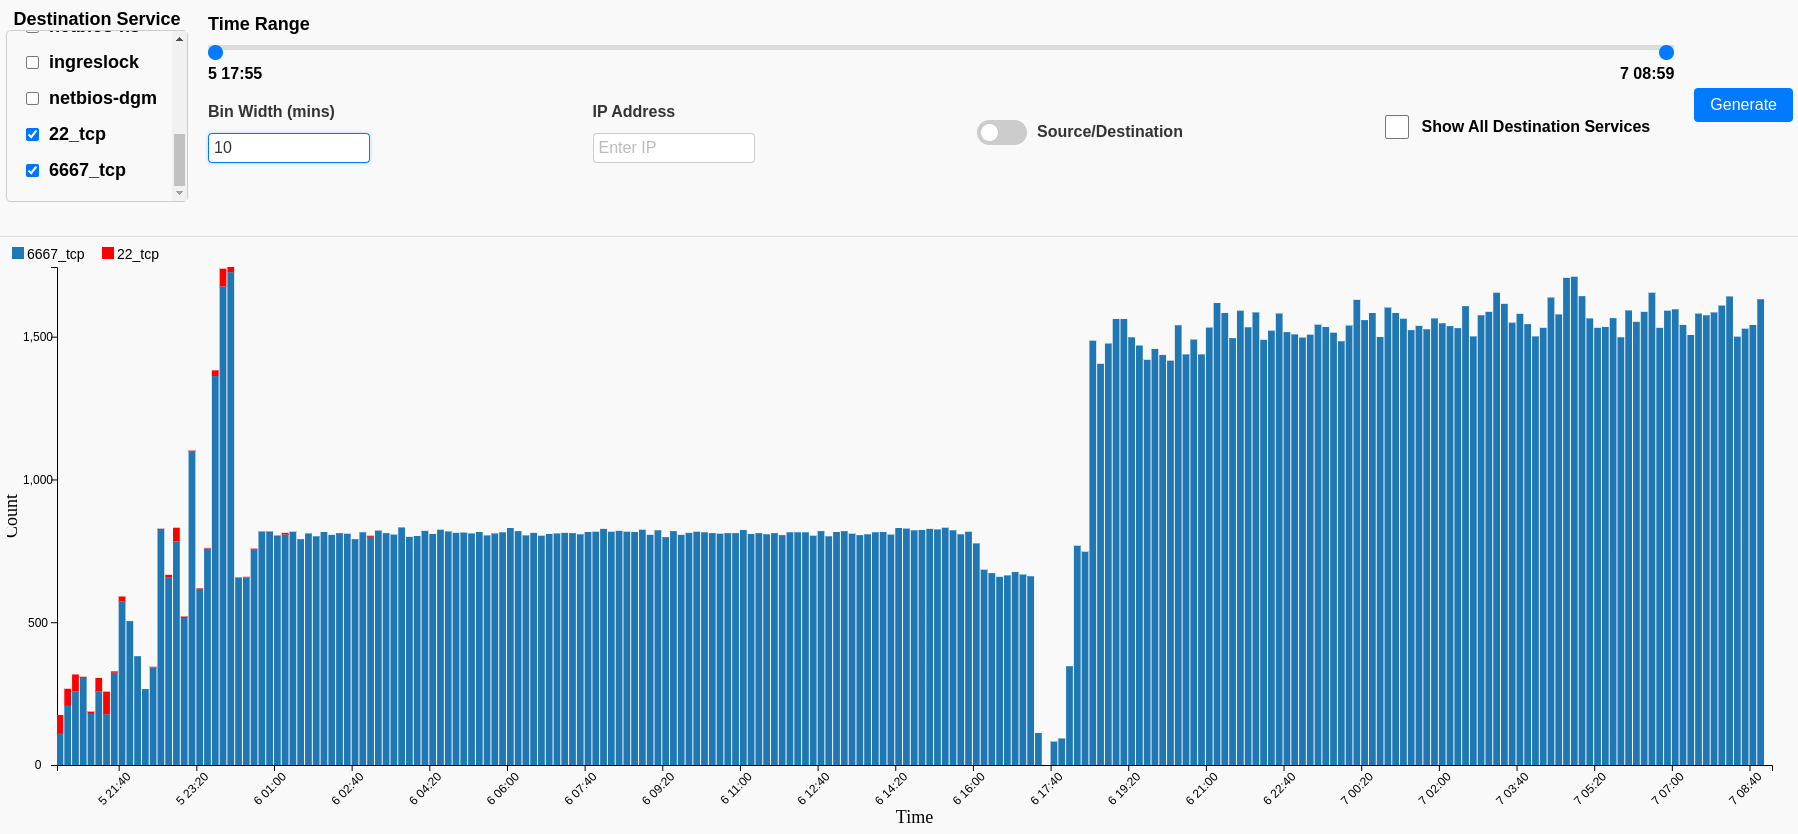 Destination Service
ingreslock
netbios-dgm
22_tcp
6667_tcp
Time Range
5 17:55
7 08:59
Bin Width (mins)
10
IP Address
Enter IP
Source/Destination
Show All Destination Services
Generate
6667_tcp
22_tcp
1,500
1,000
500
0
Count
5 21:40
5 23:20
6 01:00
6 02:40
6 04:20
6 06:00
6 07:40
6 09:20
6 11:00
6 12:40
6 14:20
6 16:00
6 17:40
6 19:20
6 21:00
6 22:40
7 00:20
7 02:00
7 03:40
7 05:20
7 07:00
7 08:40
Time